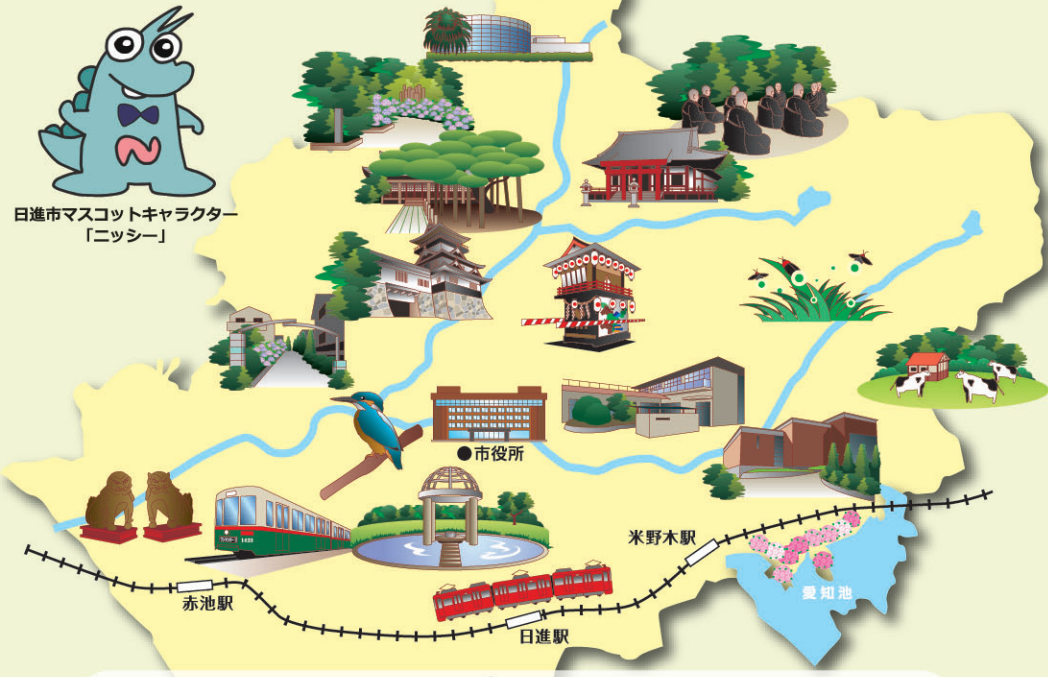 日進市マスコットキャラクター
「ニッシー」
●市役所
米野木駅
愛知池
赤池駅
日進駅